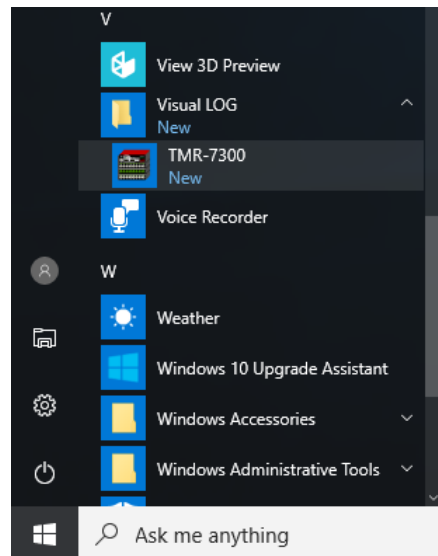 V
View 3D Preview
Visual LOG
New
TMR-7300
New
Voice Recorder
W
Weather
Windows 10 Upgrade Assistant
Windows Accessories
Windows Administrative Tools
Ask me anything